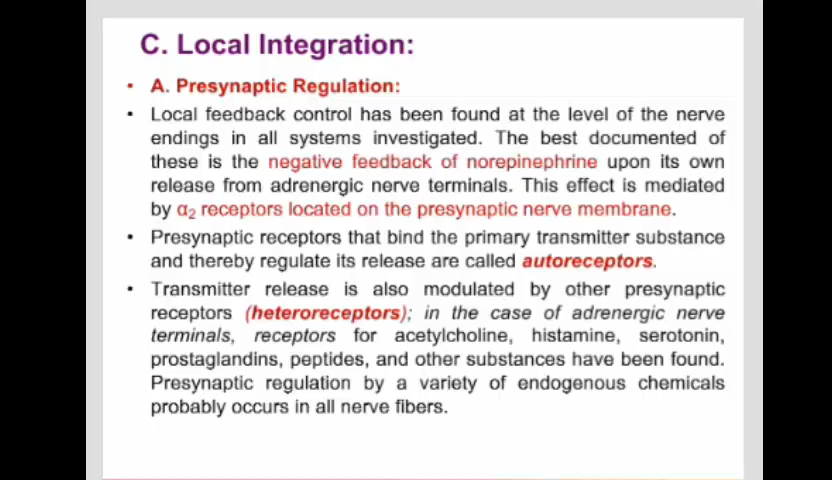 C. Local Integration:
• A. Presynaptic Regulation:
• Local feedback control has been found at the level of the nerve
endings in all systems investigated. The best documented of
these is the negative feedback of norepinephrine upon its own
release from adrenergic nerve terminals. This effect is mediated
by α2 receptors located on the presynaptic nerve membrane.
• Presynaptic receptors that bind the primary transmitter substance
and thereby regulate its release are called autoreceptors.
• Transmitter release is also modulated by other presynaptic
receptors (heteroreceptors); in the case of adrenergic nerve
terminals, receptors for acetylcholine, histamine, serotonin,
prostaglandins, peptides, and other substances have been found.
Presynaptic regulation by a variety of endogenous chemicals
probably occurs in all nerve fibers.